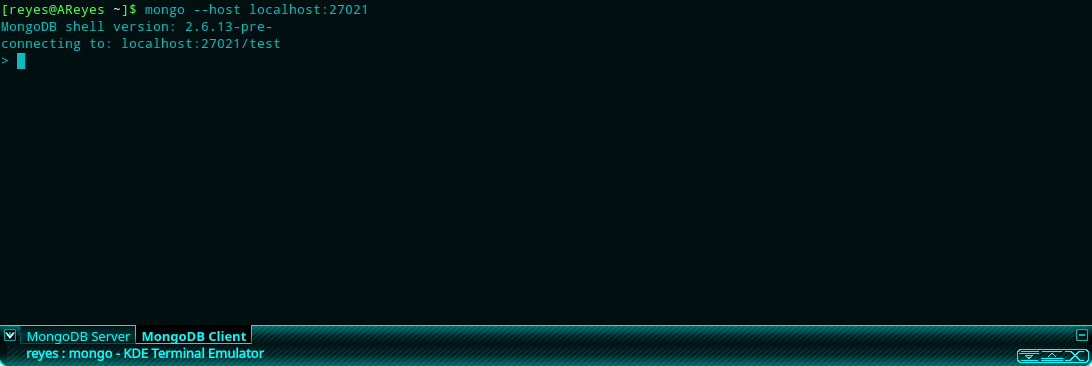 [reyes@AReyes ~]$ mongo --host localhost:27021
MongoDB shell version: 2.6.13-pre-
connecting to: localhost:27021/test
>
MongoDB Server MongoDB Client
reyes : mongo - KDE Terminal Emulator